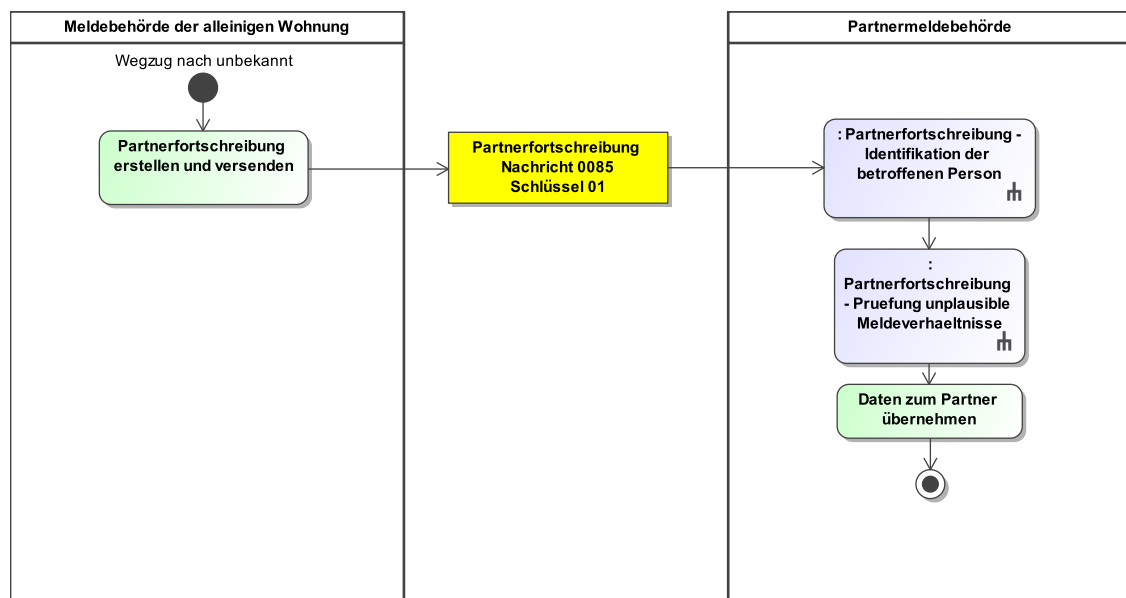 Meldebehörde der alleinigen Wohnung
Wegzug nach unbekannt
Partnerfortschreibung
erstellen und versenden
Partnerfortschreibung
Nachricht 0085
Schlüssel 01
Partnermeldebehörde
: Partnerfortschreibung -
Identifikation der
betroffenen Person
:
Partnerfortschreibung
- Pruefung unplausible
Meldeverhaeltnisse
Daten zum Partner
übernehmen